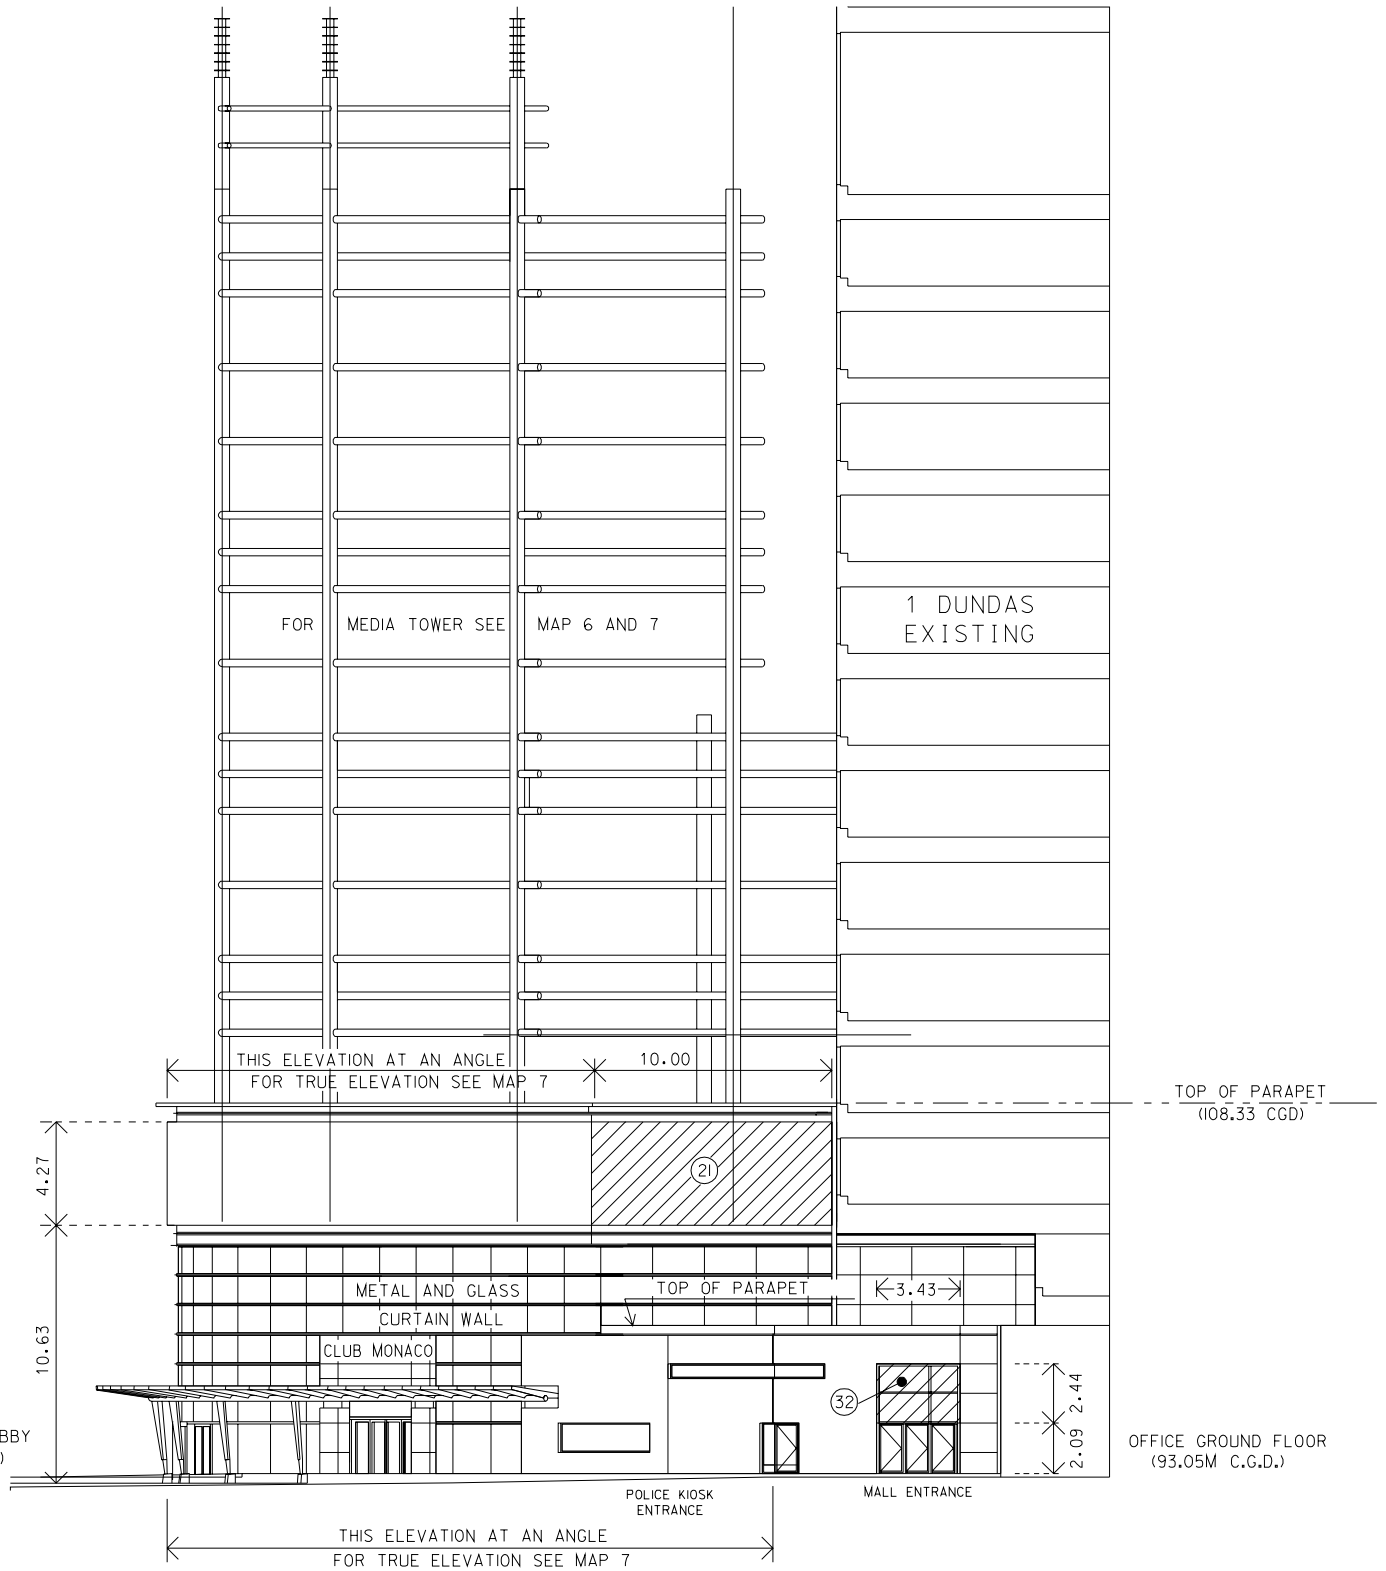 FOR MEDIA TOWER SEE MAP 6 AND 7
1 DUNDAS
EXISTING
THIS ELEVATION AT AN ANGLE
FOR TRUE ELEVATION SEE MAP 7
10.00
TOP OF PARAPET
(108.33 CGD)
4.27
21
METAL AND GLASS
CURTAIN WALL
TOP OF PARAPET
3.43
10.63
CLUB MONACO
32
2.44
2.09
BBY
)
OFFICE GROUND FLOOR
(93.05M C.G.D.)
POLICE KIOSK
ENTRANCE
MALL ENTRANCE
THIS ELEVATION AT AN ANGLE
FOR TRUE ELEVATION SEE MAP 7